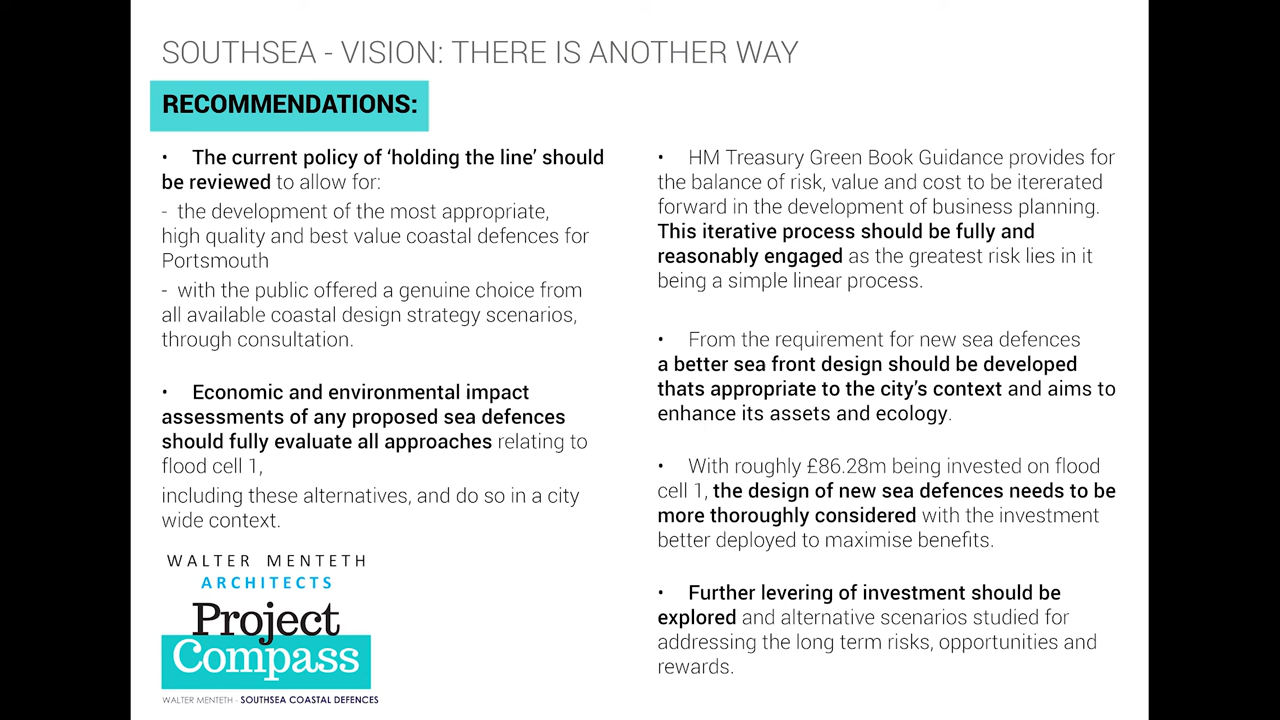 SOUTHSEA - VISION: THERE IS ANOTHER WAY
RECOMMENDATIONS:
• The current policy of ‘holding the line’ should
be reviewed to allow for:
- the development of the most appropriate,
high quality and best value coastal defences for
Portsmouth
- with the public offered a genuine choice from
all available coastal design strategy scenarios,
through consultation.
• Economic and environmental impact
assessments of any proposed sea defences
should fully evaluate all approaches relating to
flood cell 1,
including these alternatives, and do so in a city
wide context.
WALTER MENTETH
ARCHITECTS
Project
Compass
WALTER MENTETH - SOUTHSEA COASTAL DEFENCES
• HM Treasury Green Book Guidance provides for
the balance of risk, value and cost to be itererated
forward in the development of business planning.
This iterative process should be fully and
reasonably engaged as the greatest risk lies in it
being a simple linear process.
• From the requirement for new sea defences
a better sea front design should be developed
thats appropriate to the city’s context and aims to
enhance its assets and ecology.
• With roughly £86.28m being invested on flood
cell 1, the design of new sea defences needs to be
more thoroughly considered with the investment
better deployed to maximise benefits.
• Further levering of investment should be
explored and alternative scenarios studied for
addressing the long term risks, opportunities and
rewards.